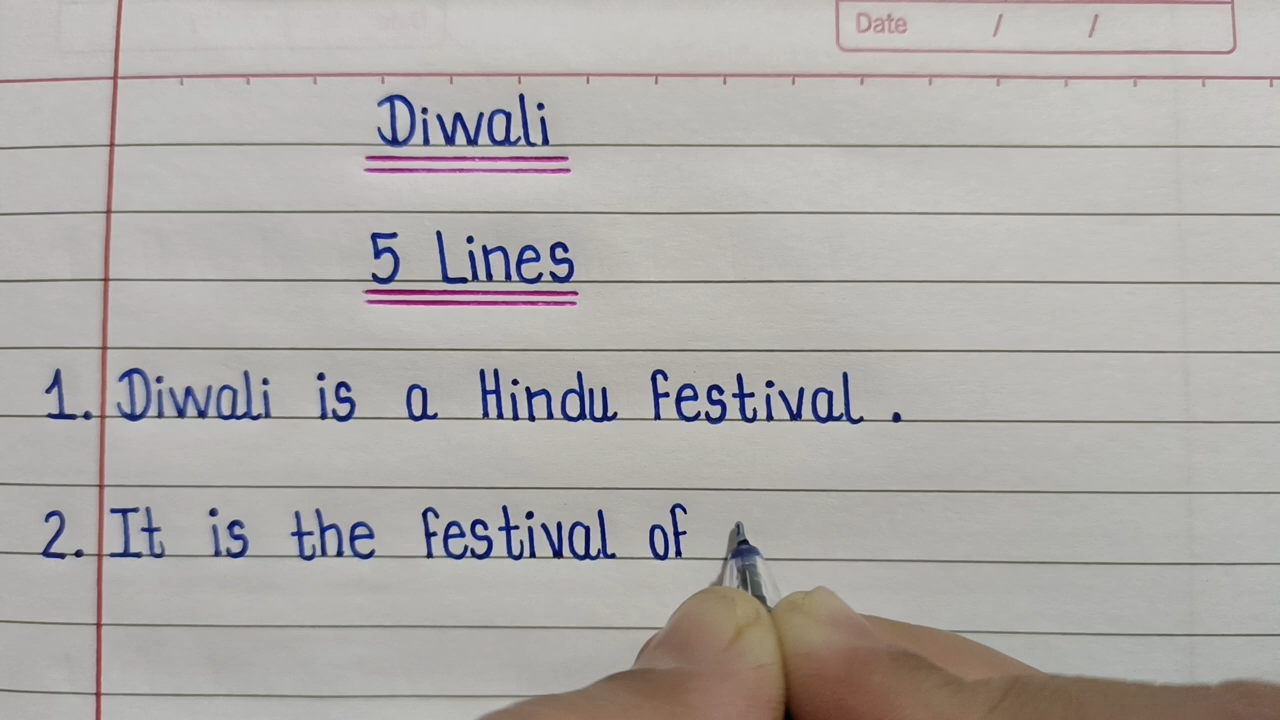 Date / /
Diwali
5 Lines
1. Diwali is a Hindu festival.
2. It is the festival of